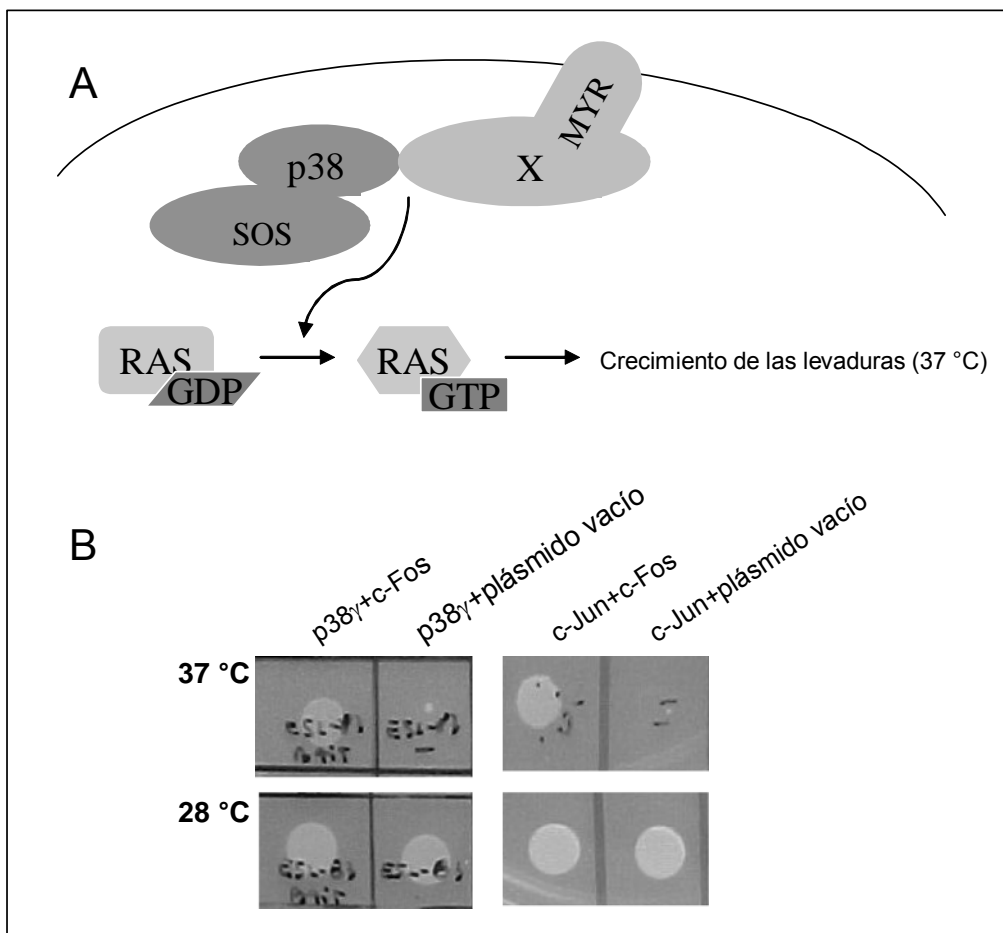 A
MYR
p38
X
SOS
RAS
GDP
RAS
GTP
Crecimiento de las levaduras (37 °C)
B
p38γ+c-Fos
p38γ+plásmido vacío
c-Jun+c-Fos
c-Jun+plásmido vacío
37 °C
28 °C